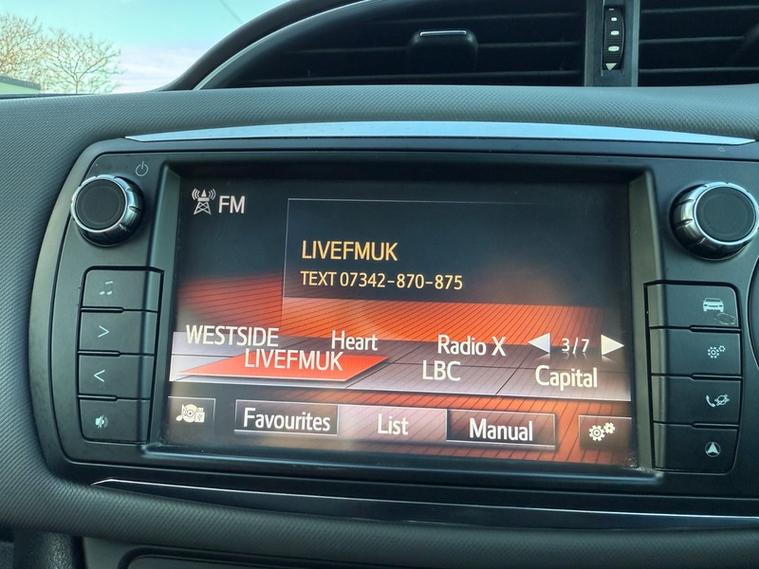 FM
LIVEFMUK
TEXT 07342-870-875
WESTSIDE Heart Radio X 3/7
LIVEFMUK LBC Capital
Favourites List Manual